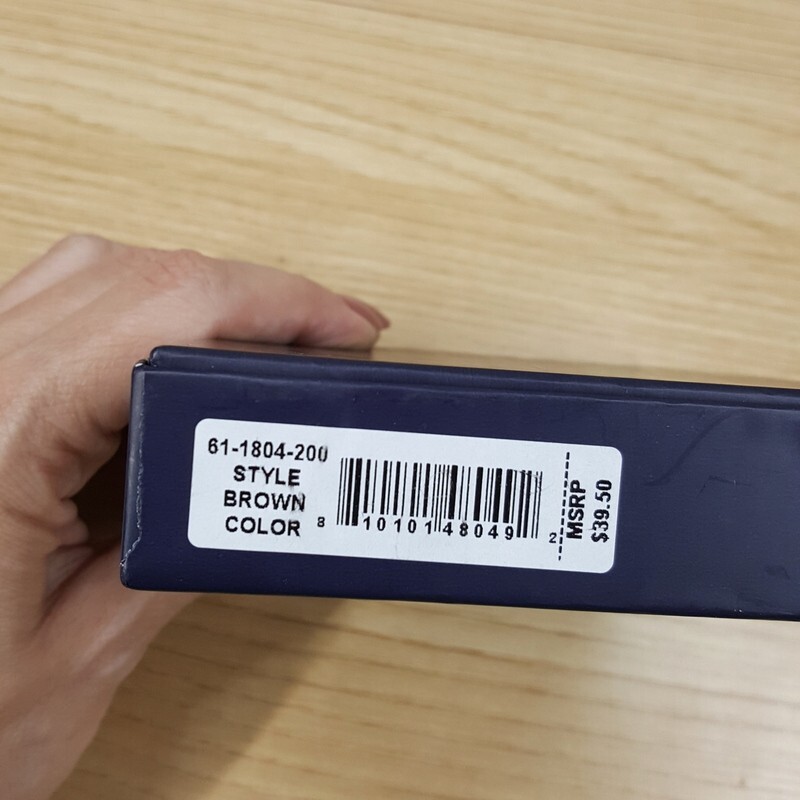 61-1804-200
STYLE
BROWN
COLOR
8 10101 48049 2
MSRP
$39.50